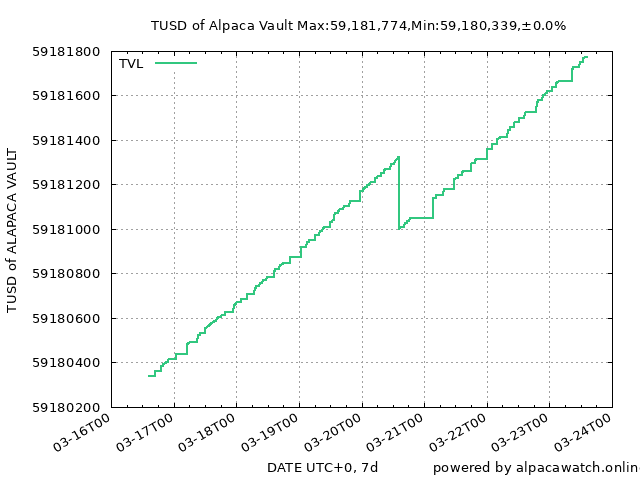 TUSD of Alpaca Vault Max:59,181,774,Min:59,180,339,±0.0%
59181800
59181600
59181400
59181200
59181000
59180800
59180600
59180400
59180200
TUSD of ALAPACA VAULT
TVL
03-16T00
03-17T00
03-18T00
03-19T00
03-20T00
03-21T00
03-22T00
03-23T00
03-24T00
DATE UTC+0, 7d
powered by alpacawatch.online